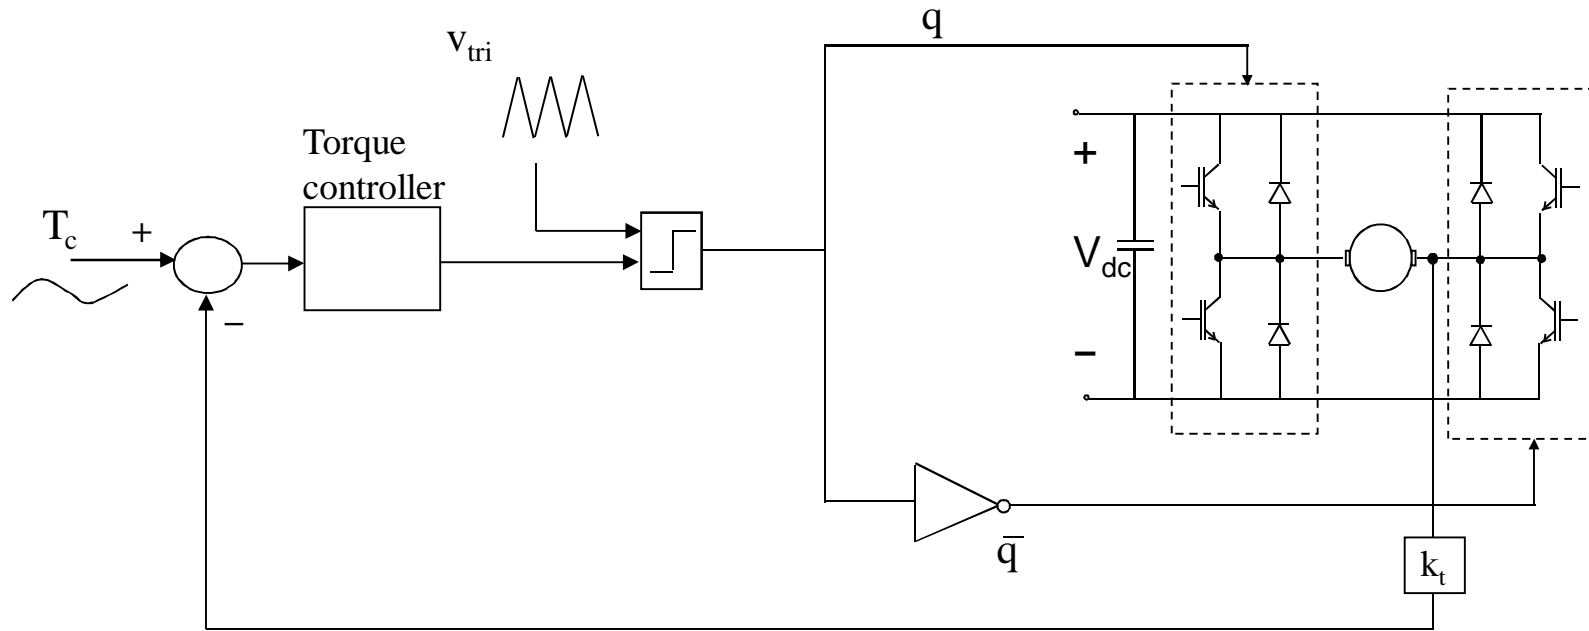 q
v_tri
Torque
controller
T_c
+
−
+
V_dc
−
q̅
k_t